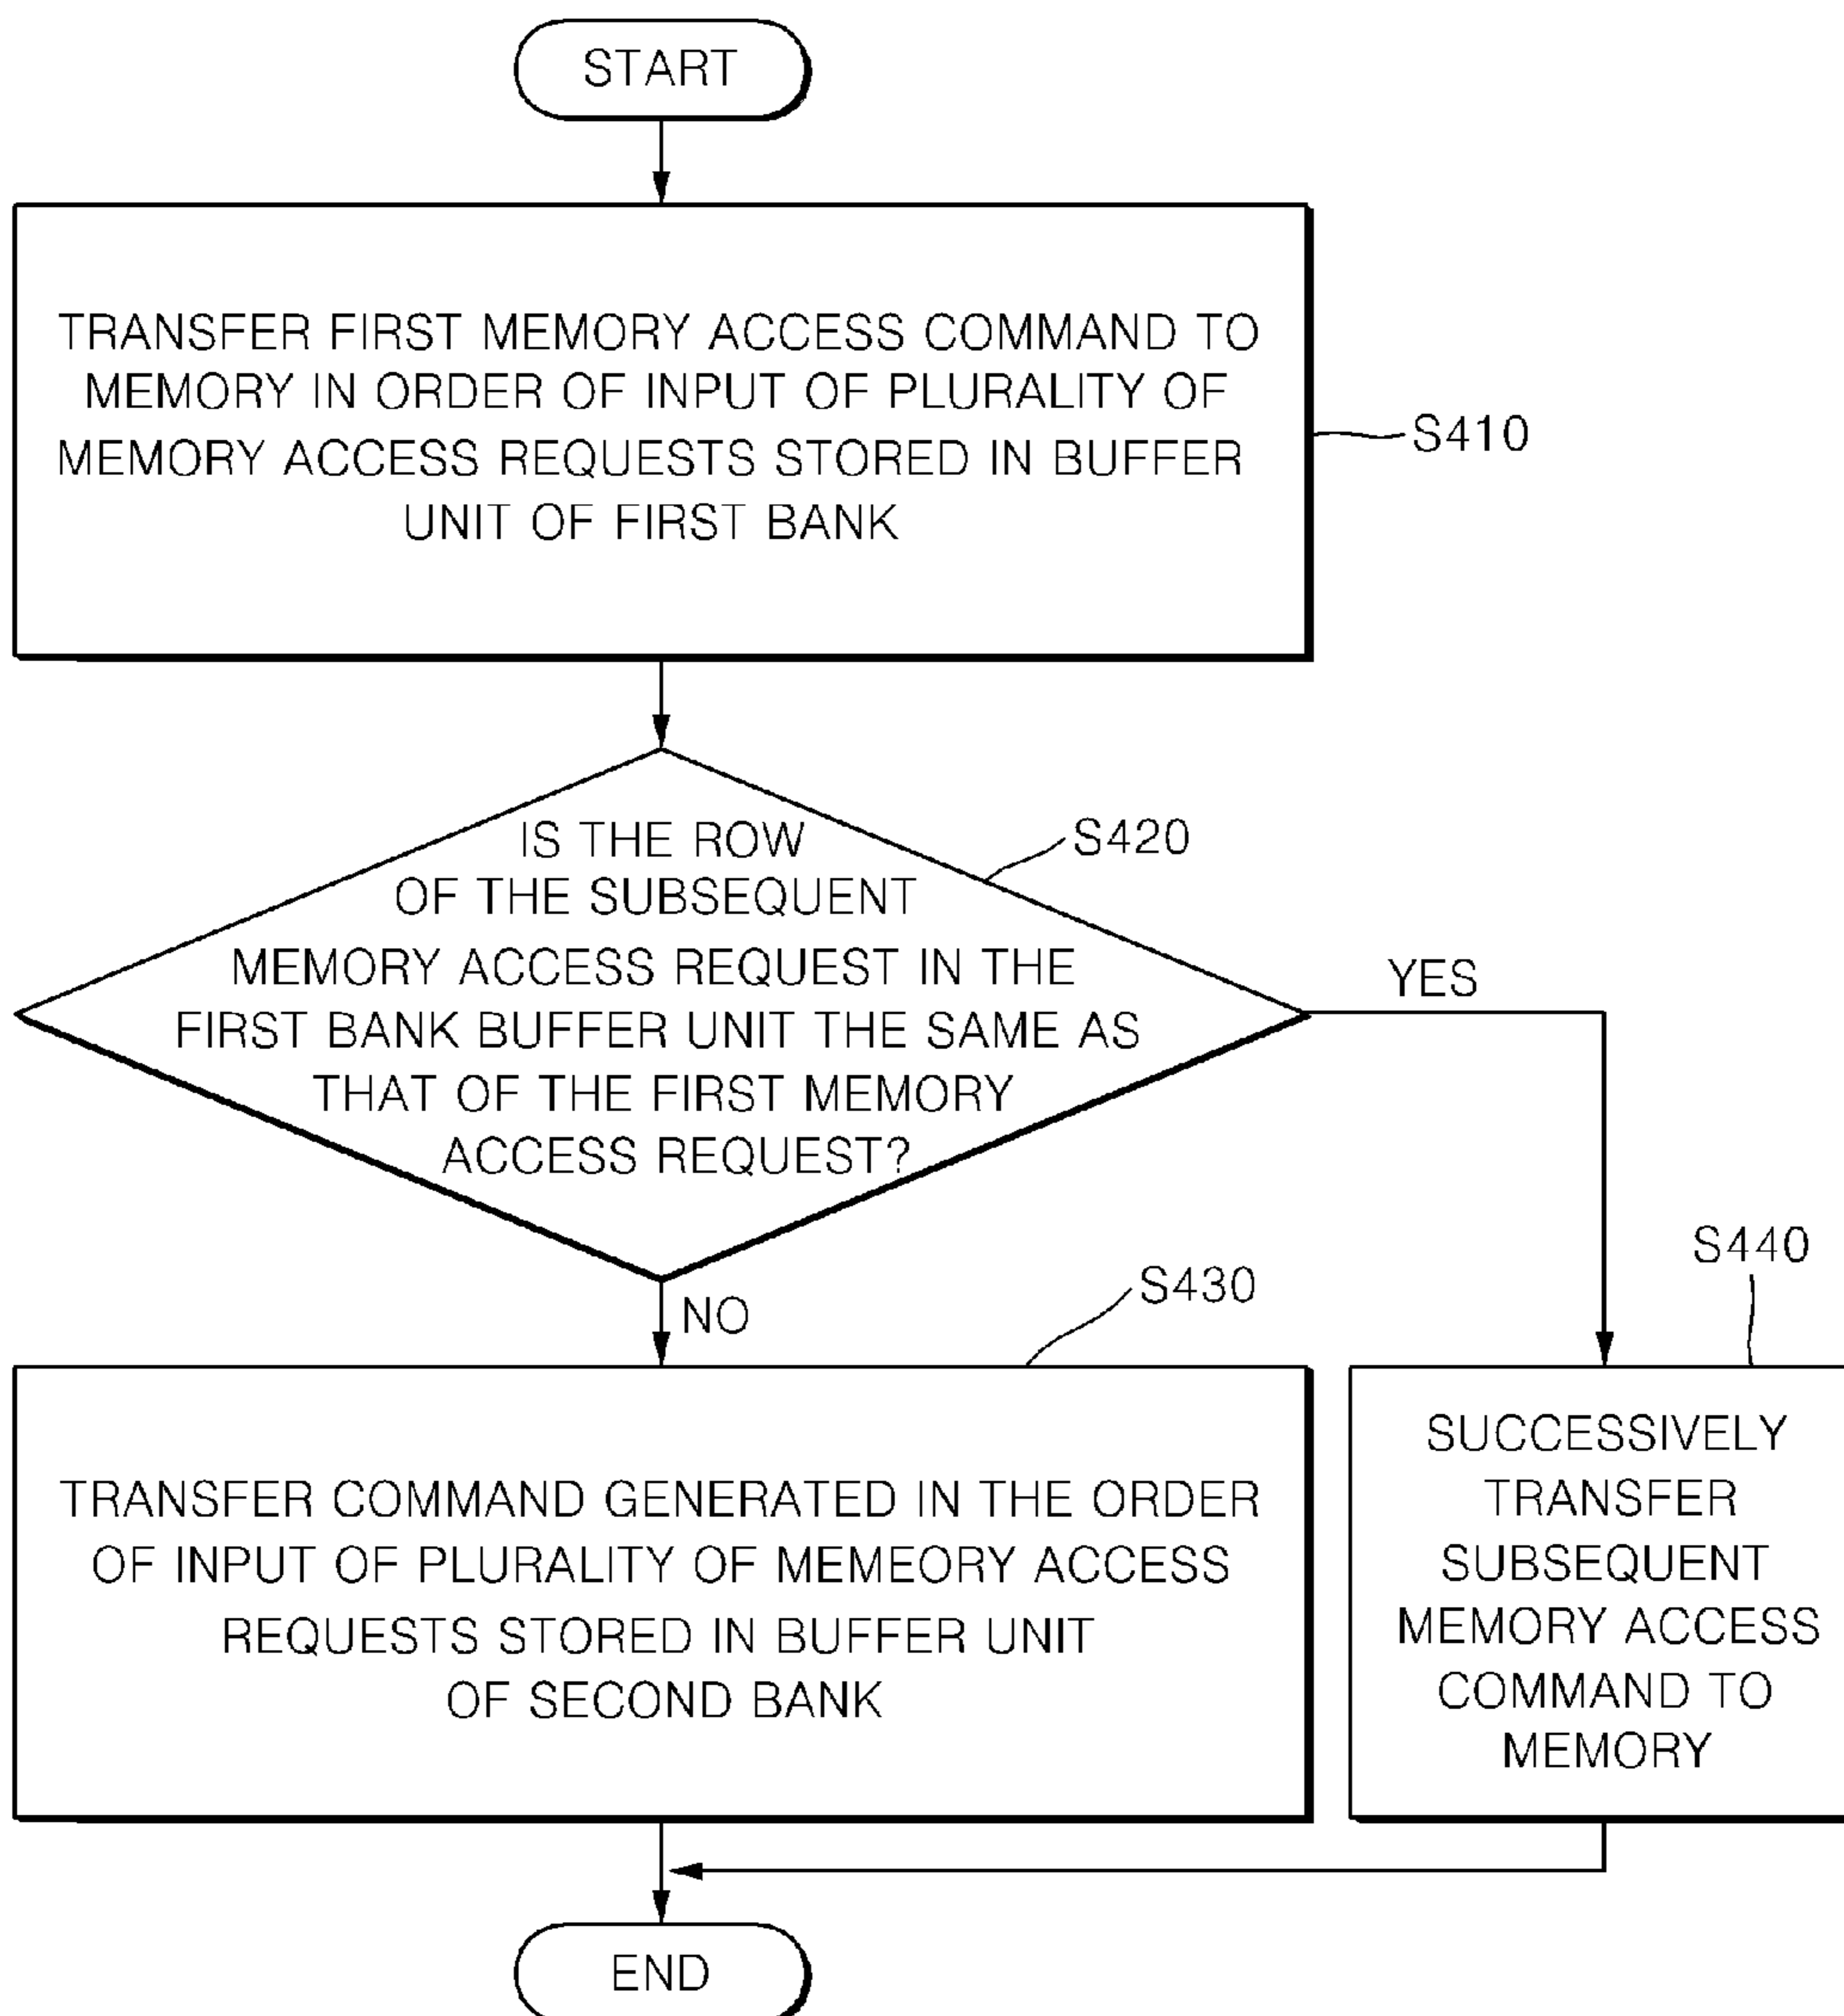 START
TRANSFER FIRST MEMORY ACCESS COMMAND TO
MEMORY IN ORDER OF INPUT OF PLURALITY OF
MEMORY ACCESS REQUESTS STORED IN BUFFER
UNIT OF FIRST BANK
S410
IS THE ROW
OF THE SUBSEQUENT
MEMORY ACCESS REQUEST IN THE
FIRST BANK BUFFER UNIT THE SAME AS
THAT OF THE FIRST MEMORY
ACCESS REQUEST?
S420
YES
NO
S430
TRANSFER COMMAND GENERATED IN THE ORDER
OF INPUT OF PLURALITY OF MEMEORY ACCESS
REQUESTS STORED IN BUFFER UNIT
OF SECOND BANK
S440
SUCCESSIVELY
TRANSFER
SUBSEQUENT
MEMORY ACCESS
COMMAND TO
MEMORY
END